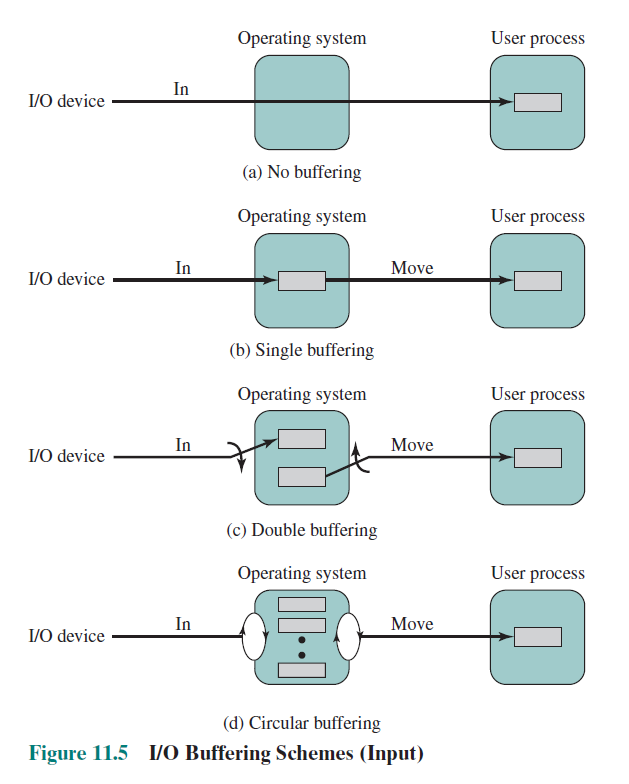 Operating system User process
In
I/O device
(a) No buffering
Operating system User process
In Move
I/O device
(b) Single buffering
Operating system User process
In Move
I/O device
(c) Double buffering
Operating system User process
In Move
I/O device
(d) Circular buffering
Figure 11.5 I/O Buffering Schemes (Input)